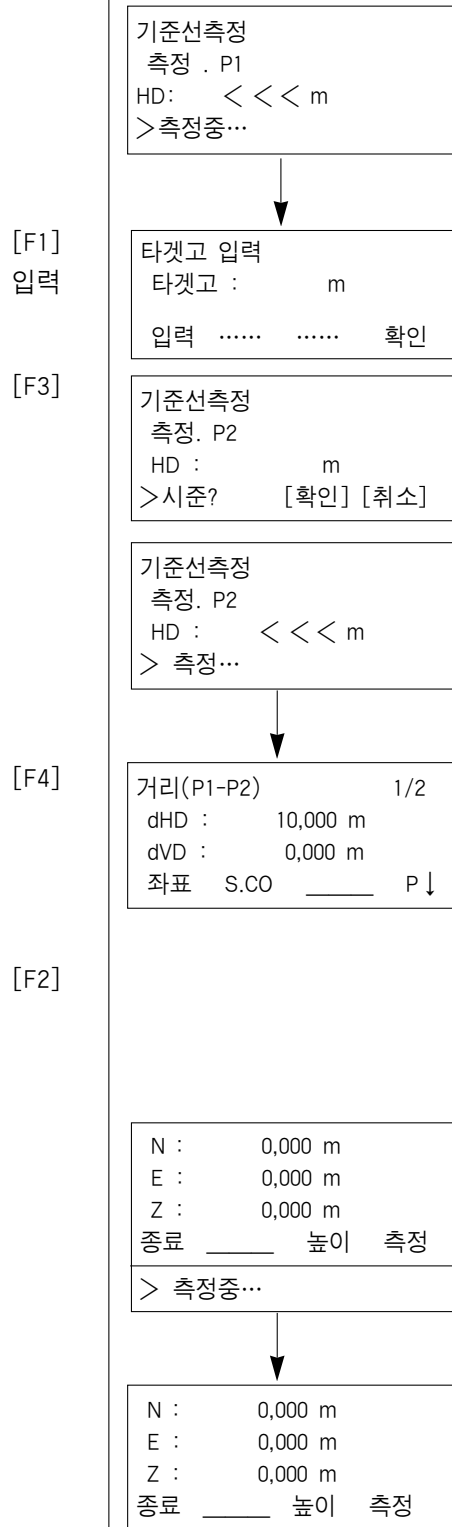 기준선측정
측정 . P1
HD: <<< m
>측정중…
[F1]
입력
타겟고 입력
타겟고 : m
입력 …… …… 확인
[F3]
기준선측정
측정. P2
HD : m
>시준? [확인] [취소]
기준선측정
측정. P2
HD : <<< m
> 측정…
[F4]
거리(P1-P2) 1/2
dHD : 10,000 m
dVD : 0,000 m
좌표 S.CO _____ P↓
[F2]
N : 0,000 m
E : 0,000 m
Z : 0,000 m
종료 _____ 높이 측정
> 측정중…
N : 0,000 m
E : 0,000 m
Z : 0,000 m
종료 _____ 높이 측정